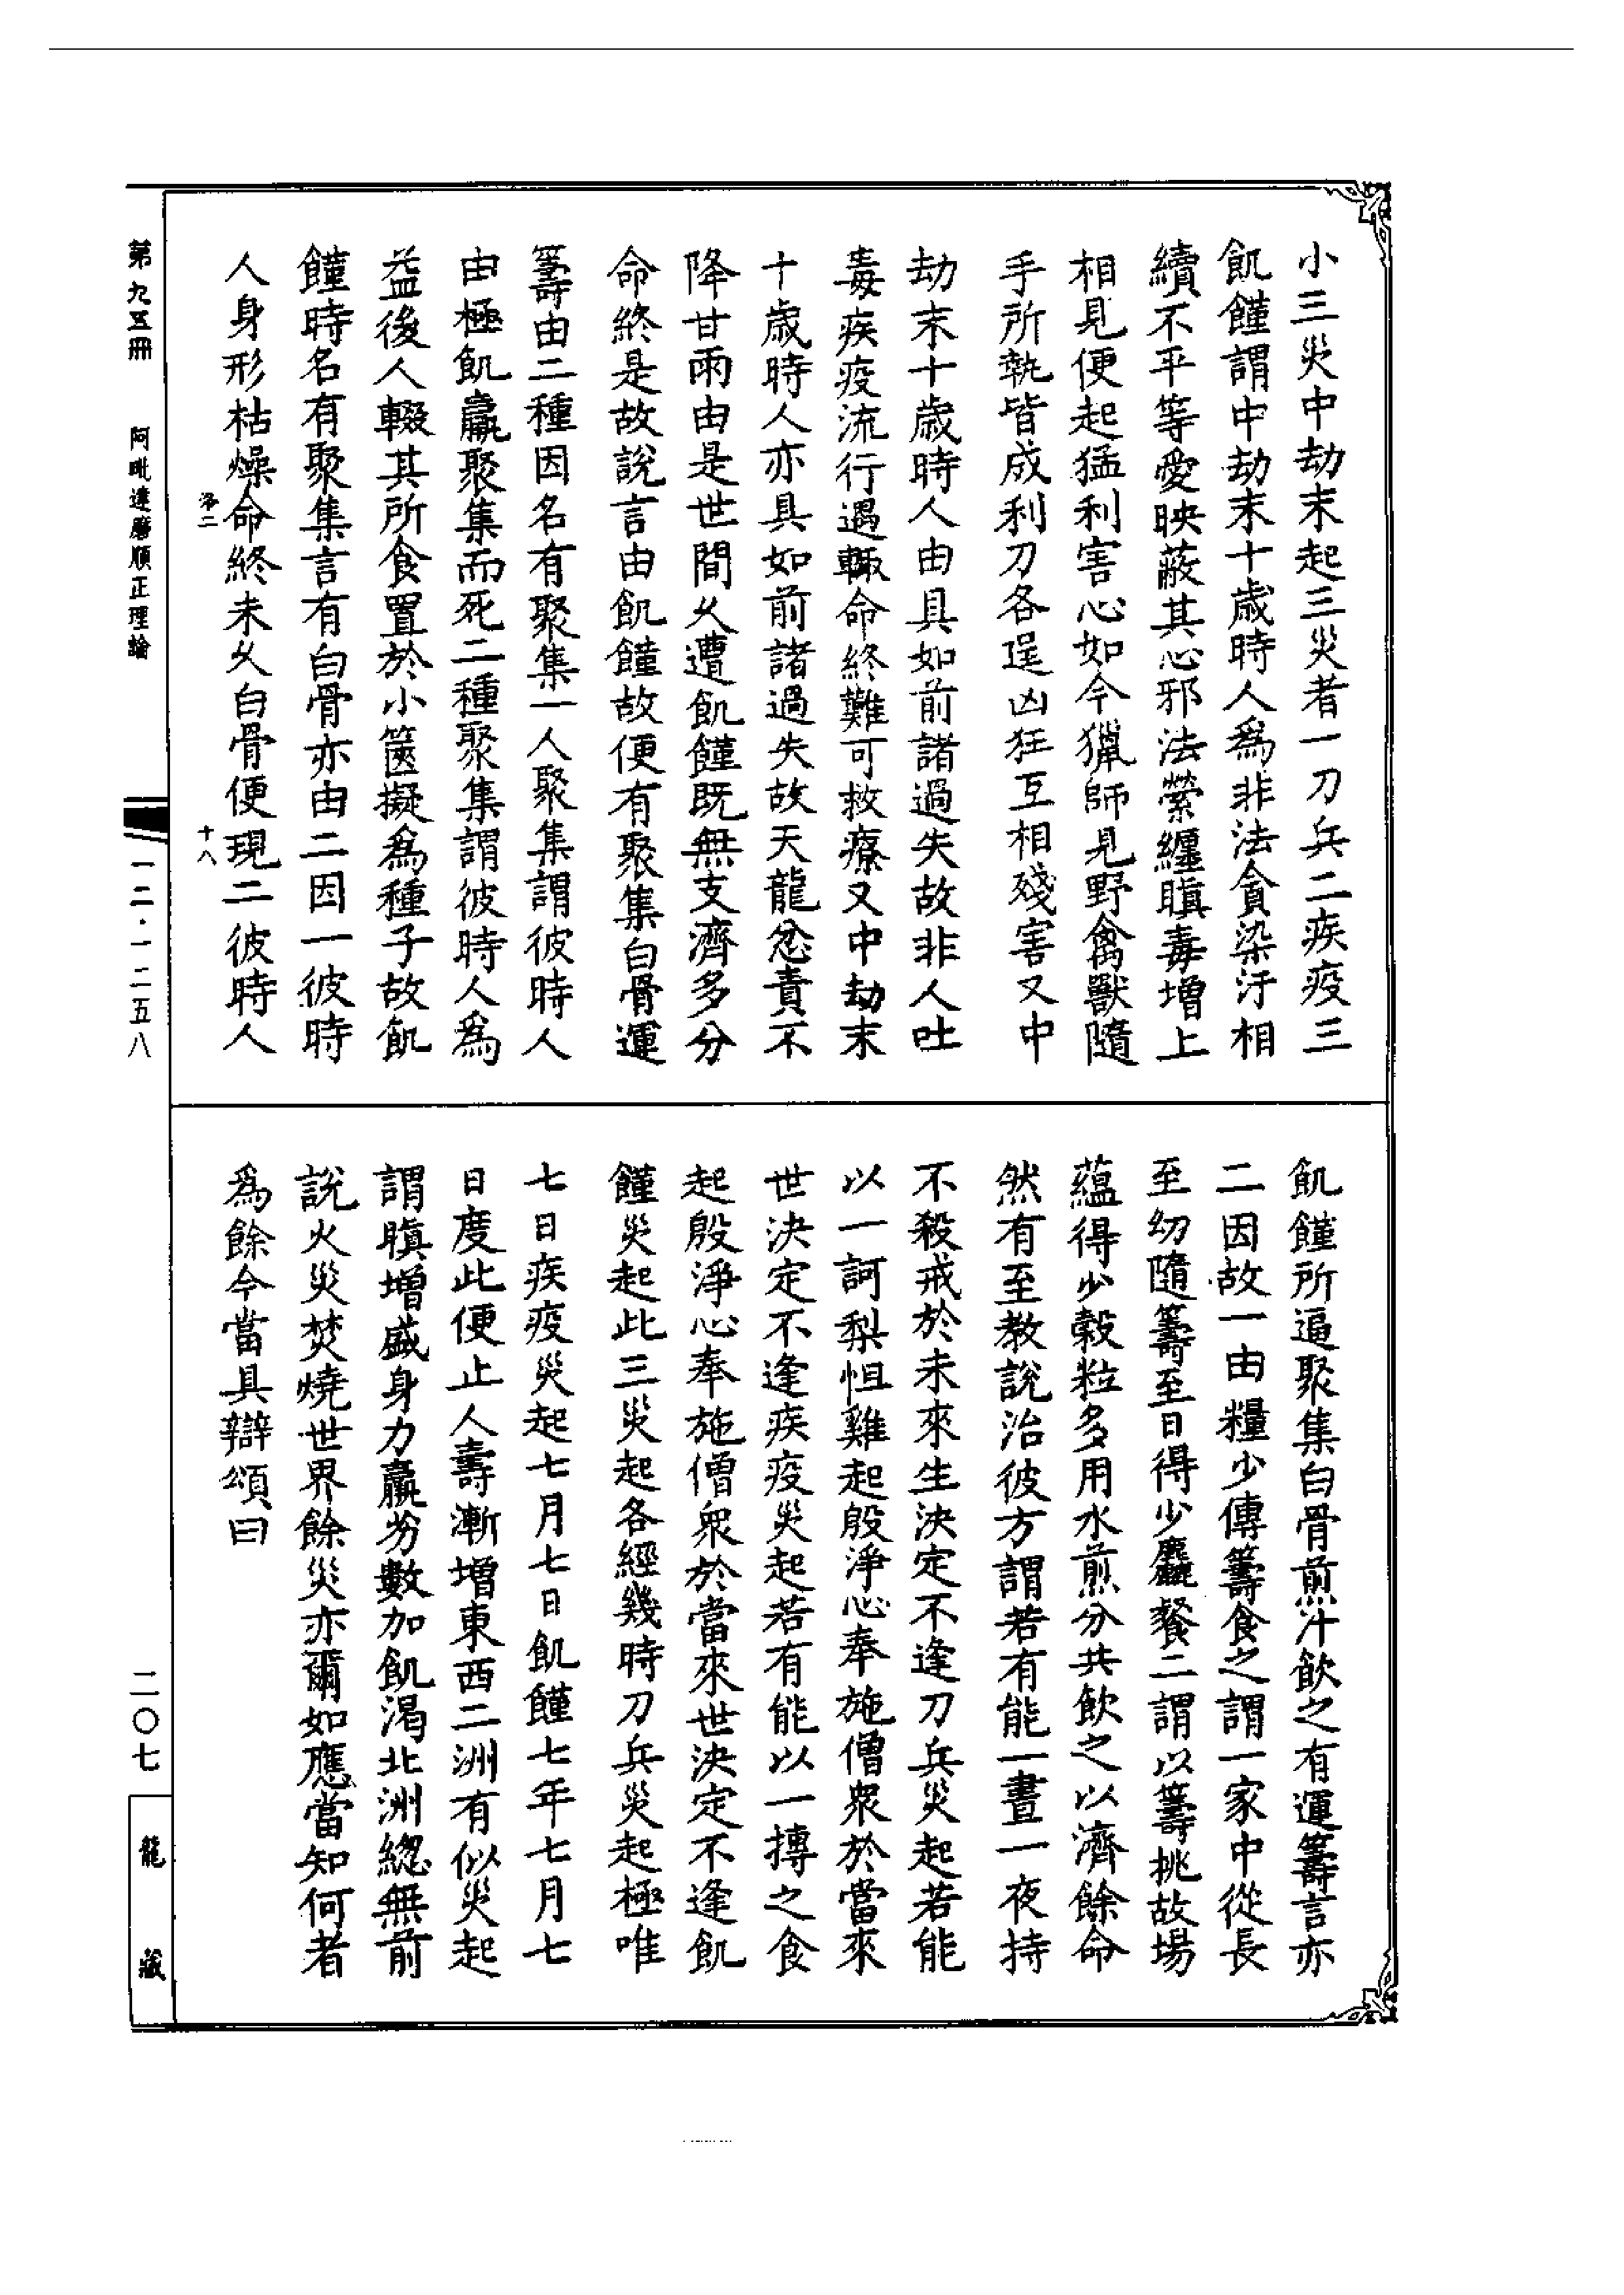 小三災中劫末起三災者一刀兵二疾疫三
飢饉謂中劫末十歲時人爲非法貪染汙相
續不平等愛映蔽其心邪法縈纏瞋毒增上
相見便起猛利害心如今獵師見野禽獸隨
手所執皆成利刀各逞凶狂互相殘害又中
劫末十歲時人由具如前諸過失故非人吐
毒疾疫流行遇輒命終難可救療又中劫末
十歲時人亦具如前諸過失故天龍忿責不
降甘雨由是世間久遭飢饉既無支濟多分
命終是故說言由飢饉故便有聚集白骨運
籌由二種因名有聚集一人聚集謂彼時人
由極飢羸聚集而死二種聚集謂彼時人爲
益後人輟其所食置於小篋擬爲種子故飢
饉時名有聚集言有白骨亦由二因一彼時
人身形枯燥命終未久白骨便現二彼時人
飢饉所逼聚集白骨煎汁飲之有運籌言亦
二因故一由糧少傳籌食之謂一家中從長
至幼隨籌至日得少麤餐二謂以籌挑故場
蘊得少穀粒多用水煎分共飲之以濟餘命
然有至教說治彼方謂若有能一晝一夜持
不殺戒於未來生決定不逢刀兵災起若能
以一訶梨怛雞起殷淨心奉施僧眾於當來
世決定不逢疾疫災起若有能以一摶之食
起殷淨心奉施僧眾於當來世決定不逢飢
饉災起此三災起各經幾時刀兵災起極唯
七日疾疫災起七月七日飢饉七年七月七
日度此便止人壽漸增東西二洲有似災起
謂瞋增盛身力羸劣數加飢渴北洲緫無前
說火災焚燒世界餘災亦爾如應當知何者
爲餘今當具辯頌曰
第九五冊 阿毗達磨順正理論
一二·一二五八
二〇七
龍藏
十八